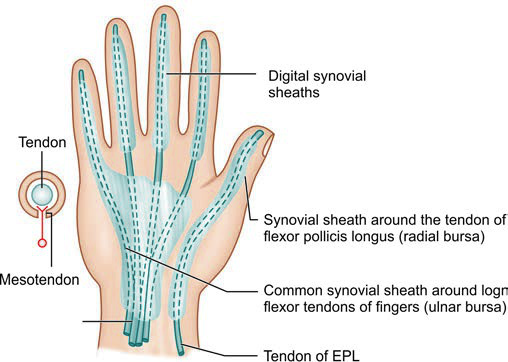 Digital synovial
sheaths
Tendon
Synovial sheath around the tendon of
flexor pollicis longus (radial bursa)
Mesotendon
Common synovial sheath around logn
flexor tendons of fingers (ulnar bursa)
Tendon of EPL